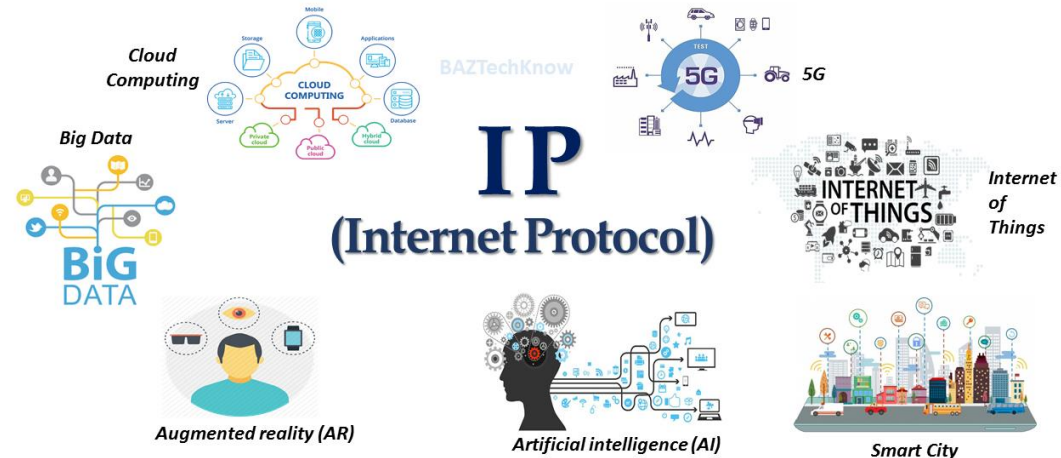 Cloud
Computing
Mobile
Storage
Applications
CLOUD
COMPUTING
Server
Database
Private
cloud
Public
cloud
Hybrid
cloud
BAZTechKnow
TEST
5G
5G
Big Data
BiG
DATA
IP
(Internet Protocol)
INTERNET
OF THINGS
Internet
of
Things
Augmented reality (AR)
Artificial intelligence (AI)
Smart City